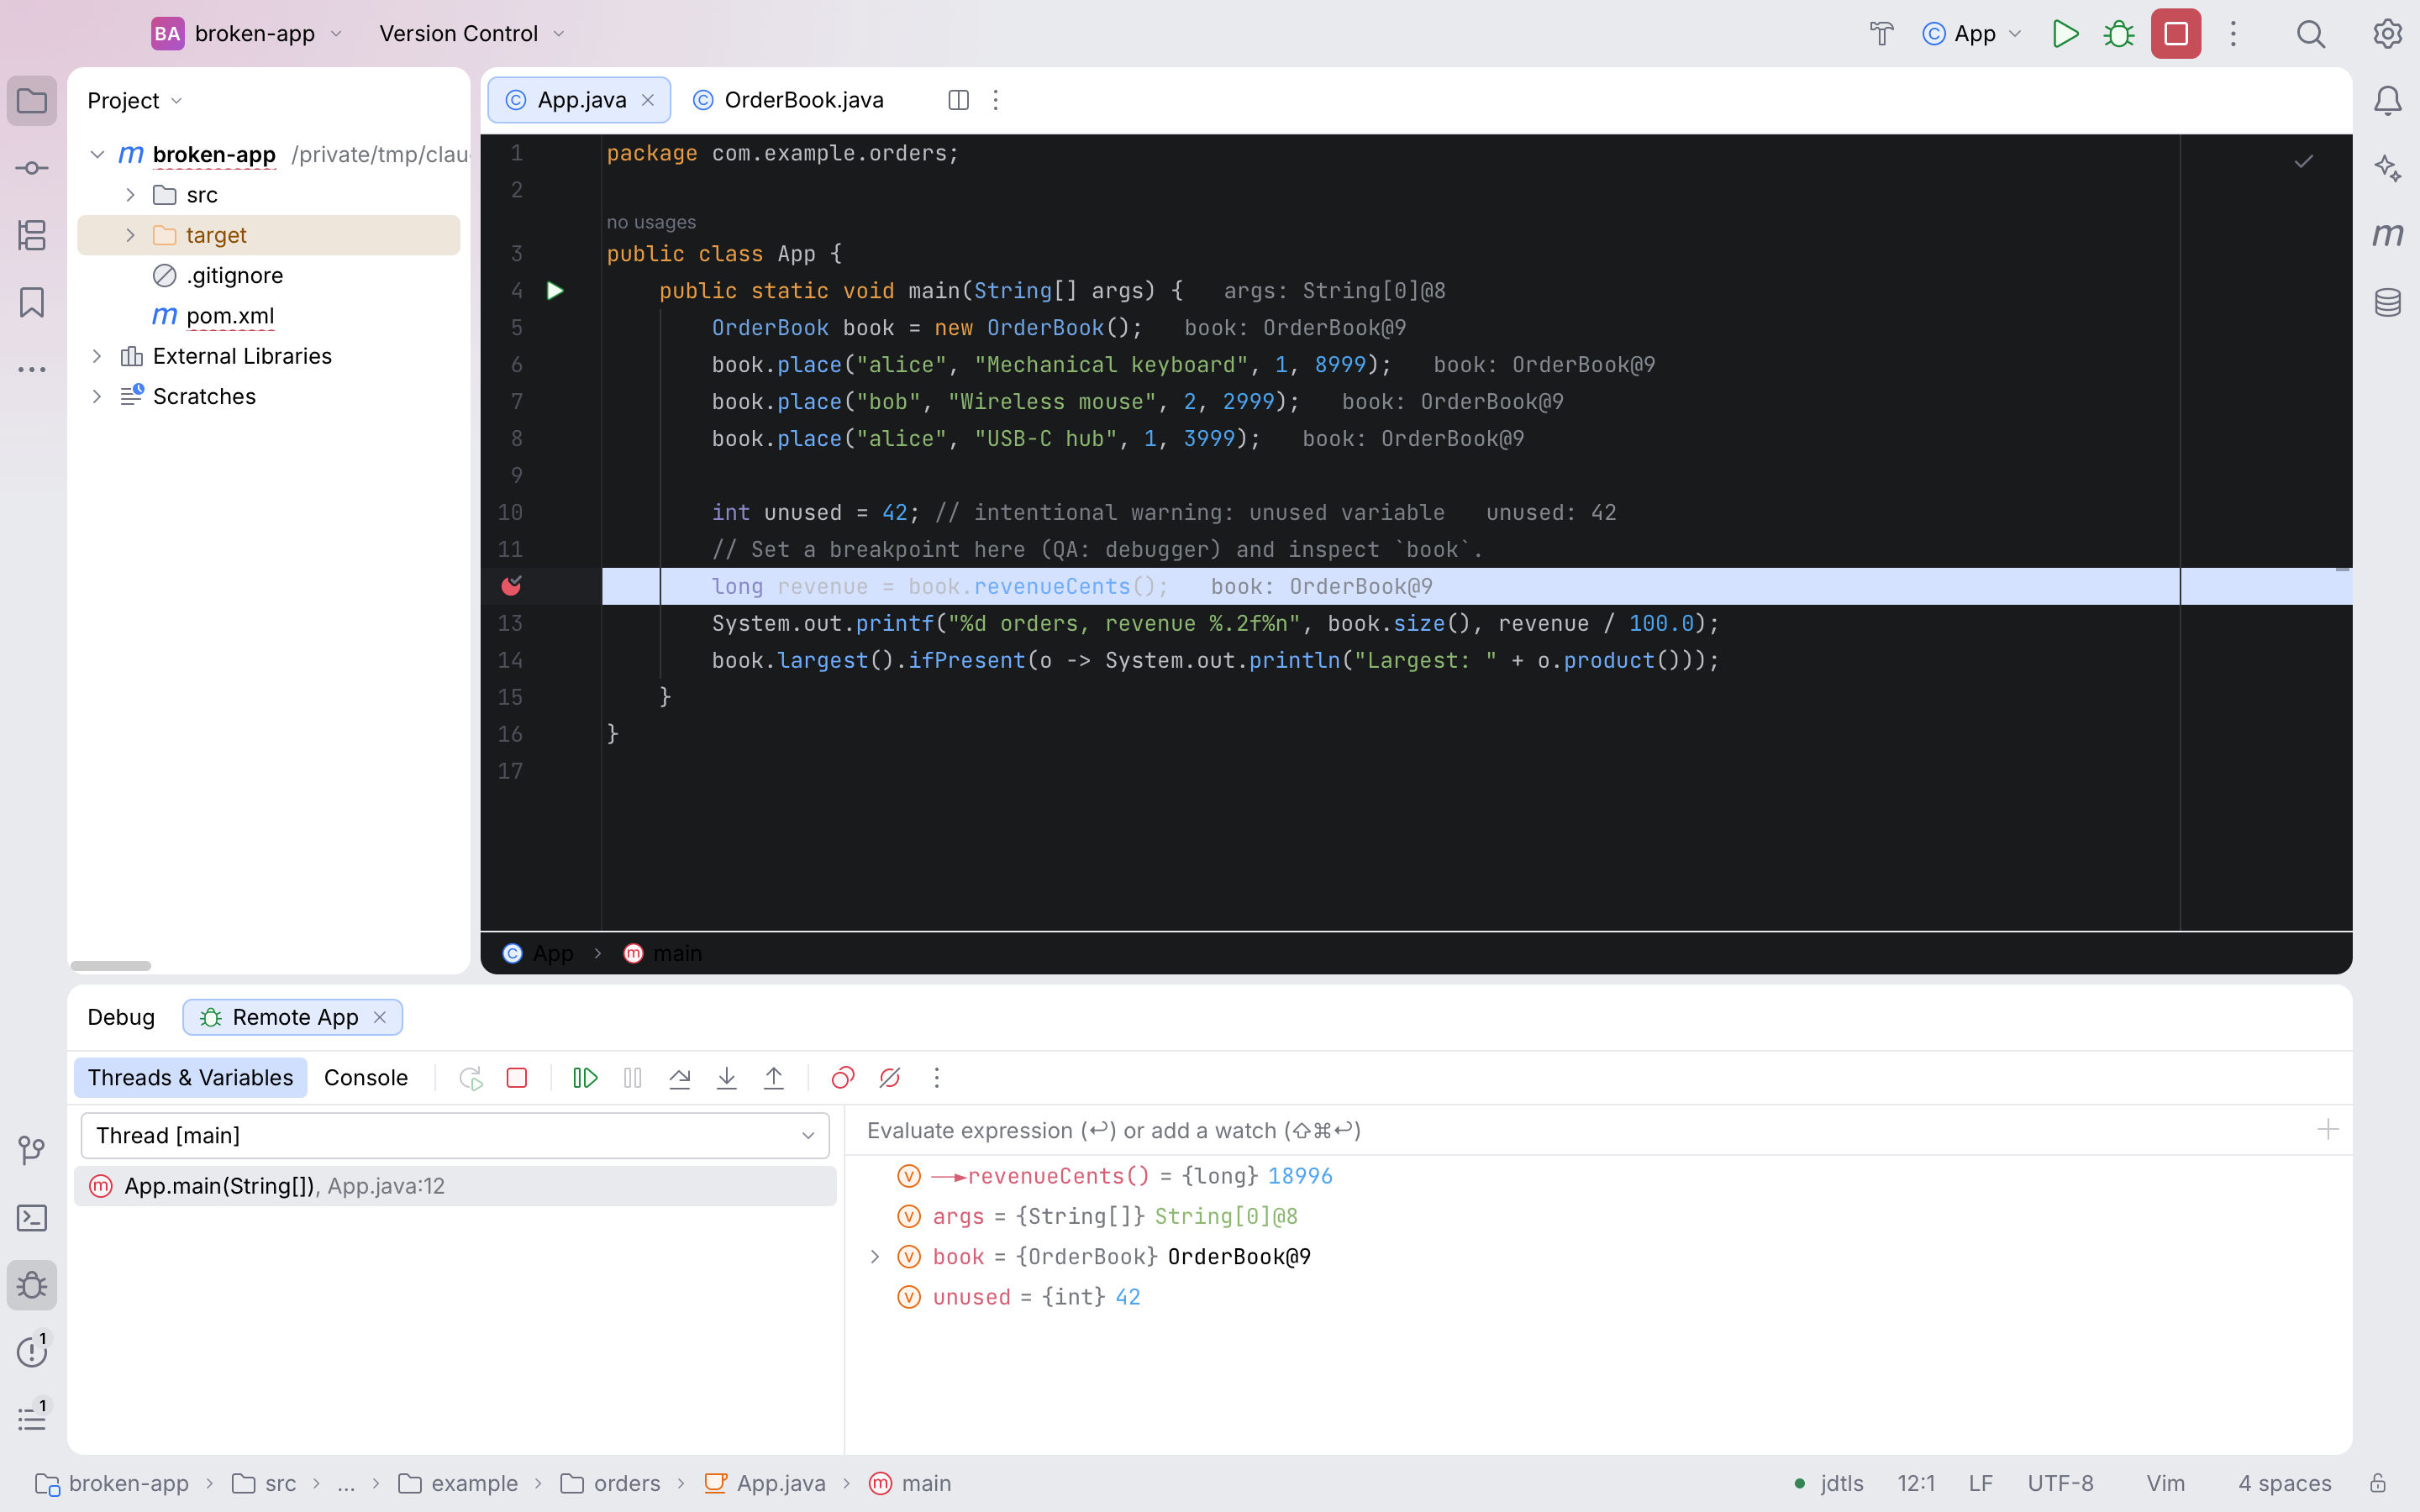 BA broken-app Version Control App
Project
broken-app /private/tmp/clau
src
target
.gitignore
m pom.xml
External Libraries
Scratches
App.java OrderBook.java
1 package com.example.orders;
2
no usages
3 public class App {
4 public static void main(String[] args) { args: String[0]@8
5 OrderBook book = new OrderBook(); book: OrderBook@9
6 book.place("alice", "Mechanical keyboard", 1, 8999); book: OrderBook@9
7 book.place("bob", "Wireless mouse", 2, 2999); book: OrderBook@9
8 book.place("alice", "USB-C hub", 1, 3999); book: OrderBook@9
9
10 int unused = 42; // intentional warning: unused variable unused: 42
11 // Set a breakpoint here (QA: debugger) and inspect `book`.
long revenue = book.revenueCents(); book: OrderBook@9
13 System.out.printf("%d orders, revenue %.2f%n", book.size(), revenue / 100.0);
14 book.largest().ifPresent(o -> System.out.println("Largest: " + o.product()));
15 }
16 }
17
App main
Debug Remote App
Threads & Variables Console
Thread [main]
App.main(String[]), App.java:12
Evaluate expression (↩) or add a watch (⇧⌘↩)
revenueCents() = {long} 18996
args = {String[]} String[0]@8
book = {OrderBook} OrderBook@9
unused = {int} 42
1
1
broken-app src ... example orders App.java main jdtls 12:1 LF UTF-8 Vim 4 spaces